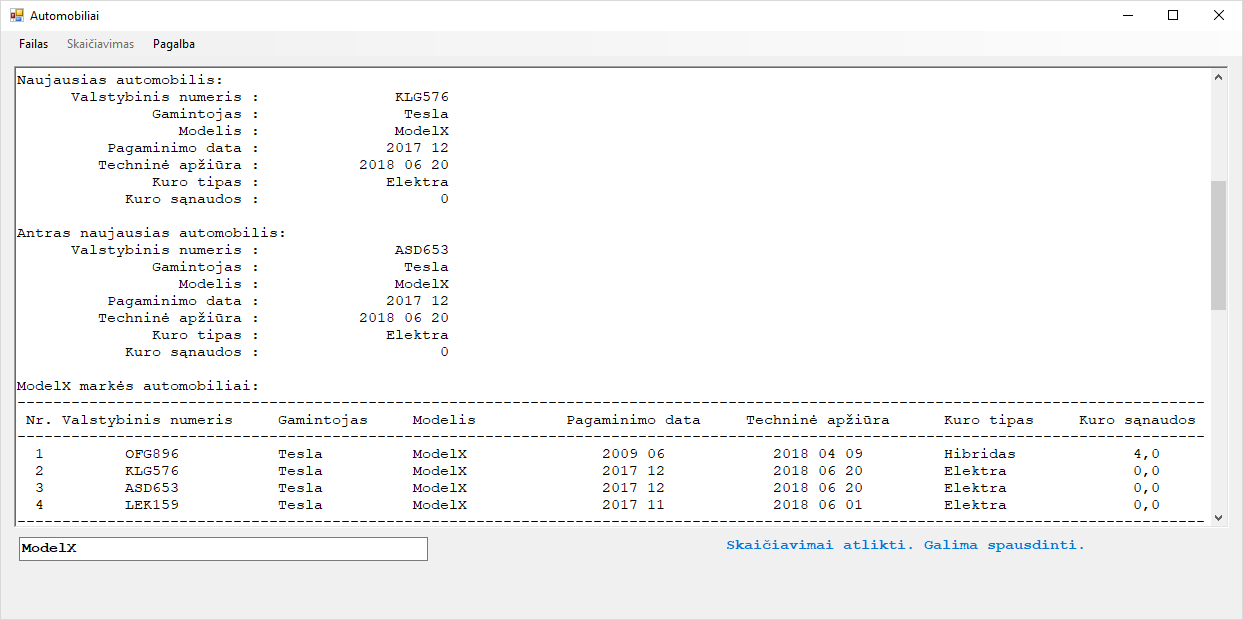 Automobiliai
Failas Skaičiavimas Pagalba
Naujausias automobilis:
Valstybinis numeris : KLG576
Gamintojas : Tesla
Modelis : ModelX
Pagaminimo data : 2017 12
Techninė apžiūra : 2018 06 20
Kuro tipas : Elektra
Kuro sąnaudos : 0
Antras naujausias automobilis:
Valstybinis numeris : ASD653
Gamintojas : Tesla
Modelis : ModelX
Pagaminimo data : 2017 12
Techninė apžiūra : 2018 06 20
Kuro tipas : Elektra
Kuro sąnaudos : 0
ModelX markės automobiliai:
Nr. Valstybinis numeris Gamintojas Modelis Pagaminimo data Techninė apžiūra Kuro tipas Kuro sąnaudos
1 OFG896 Tesla ModelX 2009 06 2018 04 09 Hibridas 4,0
2 KLG576 Tesla ModelX 2017 12 2018 06 20 Elektra 0,0
3 ASD653 Tesla ModelX 2017 12 2018 06 20 Elektra 0,0
4 LEK159 Tesla ModelX 2017 11 2018 06 01 Elektra 0,0
ModelX Skaičiavimai atlikti. Galima spausdinti.